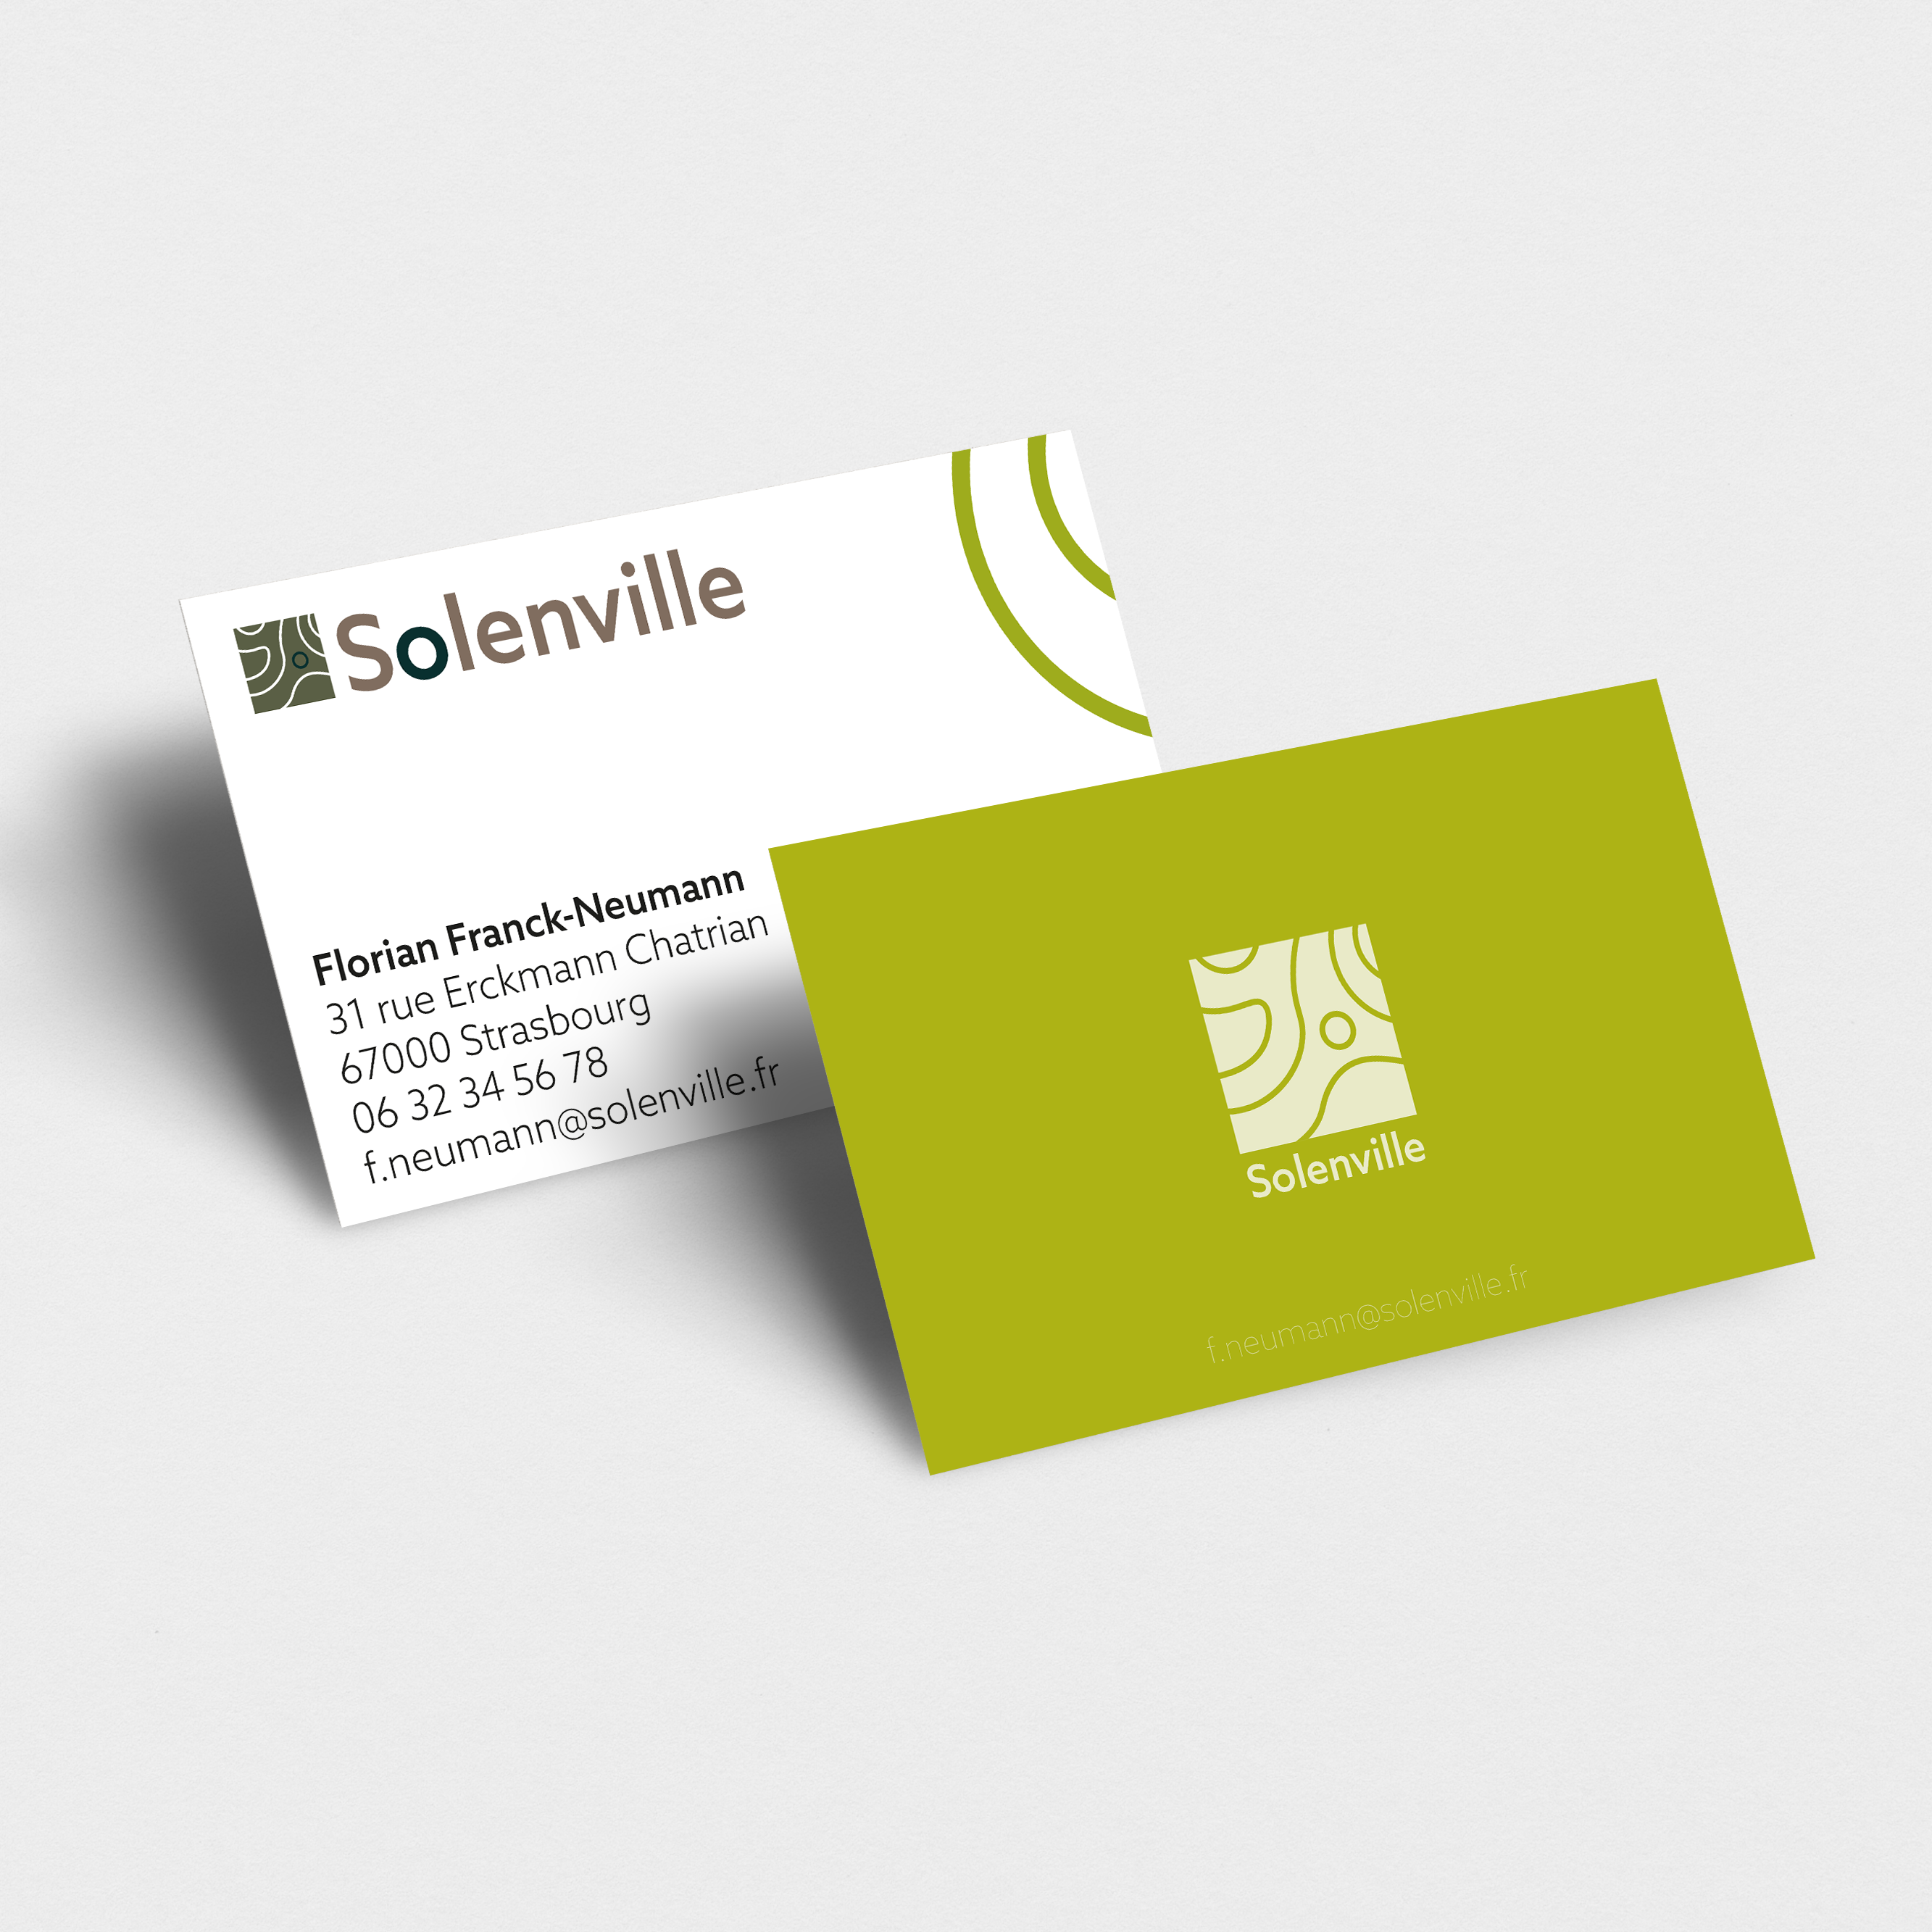 Solenville
Florian Franck-Neumann
31 rue Erckmann Chatrian
67000 Strasbourg
06 32 34 56 78
f.neumann@solenville.fr
Solenville
f.neumann@solenville.fr